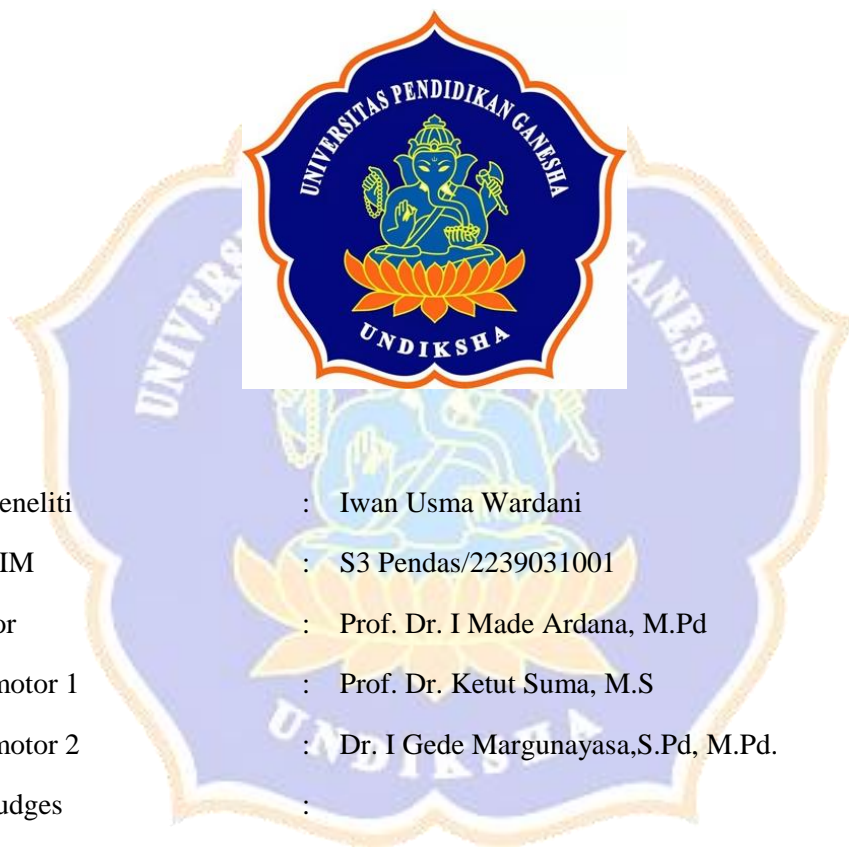 UNIVERSITAS PENDIDIKAN GANESHA
UNDIKSHA
eneliti : Iwan Usma Wardani
IM : S3 Pendas/2239031001
or : Prof. Dr. I Made Ardana, M.Pd
motor 1 : Prof. Dr. Ketut Suma, M.S
motor 2 : Dr. I Gede Margunayasa,S.Pd, M.Pd.
udges :
UNDIKSHA